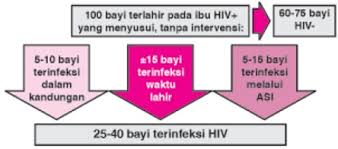 100 bayi terlahir pada ibu HIV+
yang menyusui, tanpa intervensi:
60-75 bayi
HIV-
5-10 bayi
terinfeksi
dalam
kandungan
±15 bayi
terinfeksi
waktu
lahir
5-15 bayi
terinfeksi
melalui
ASI
25-40 bayi terinfeksi HIV